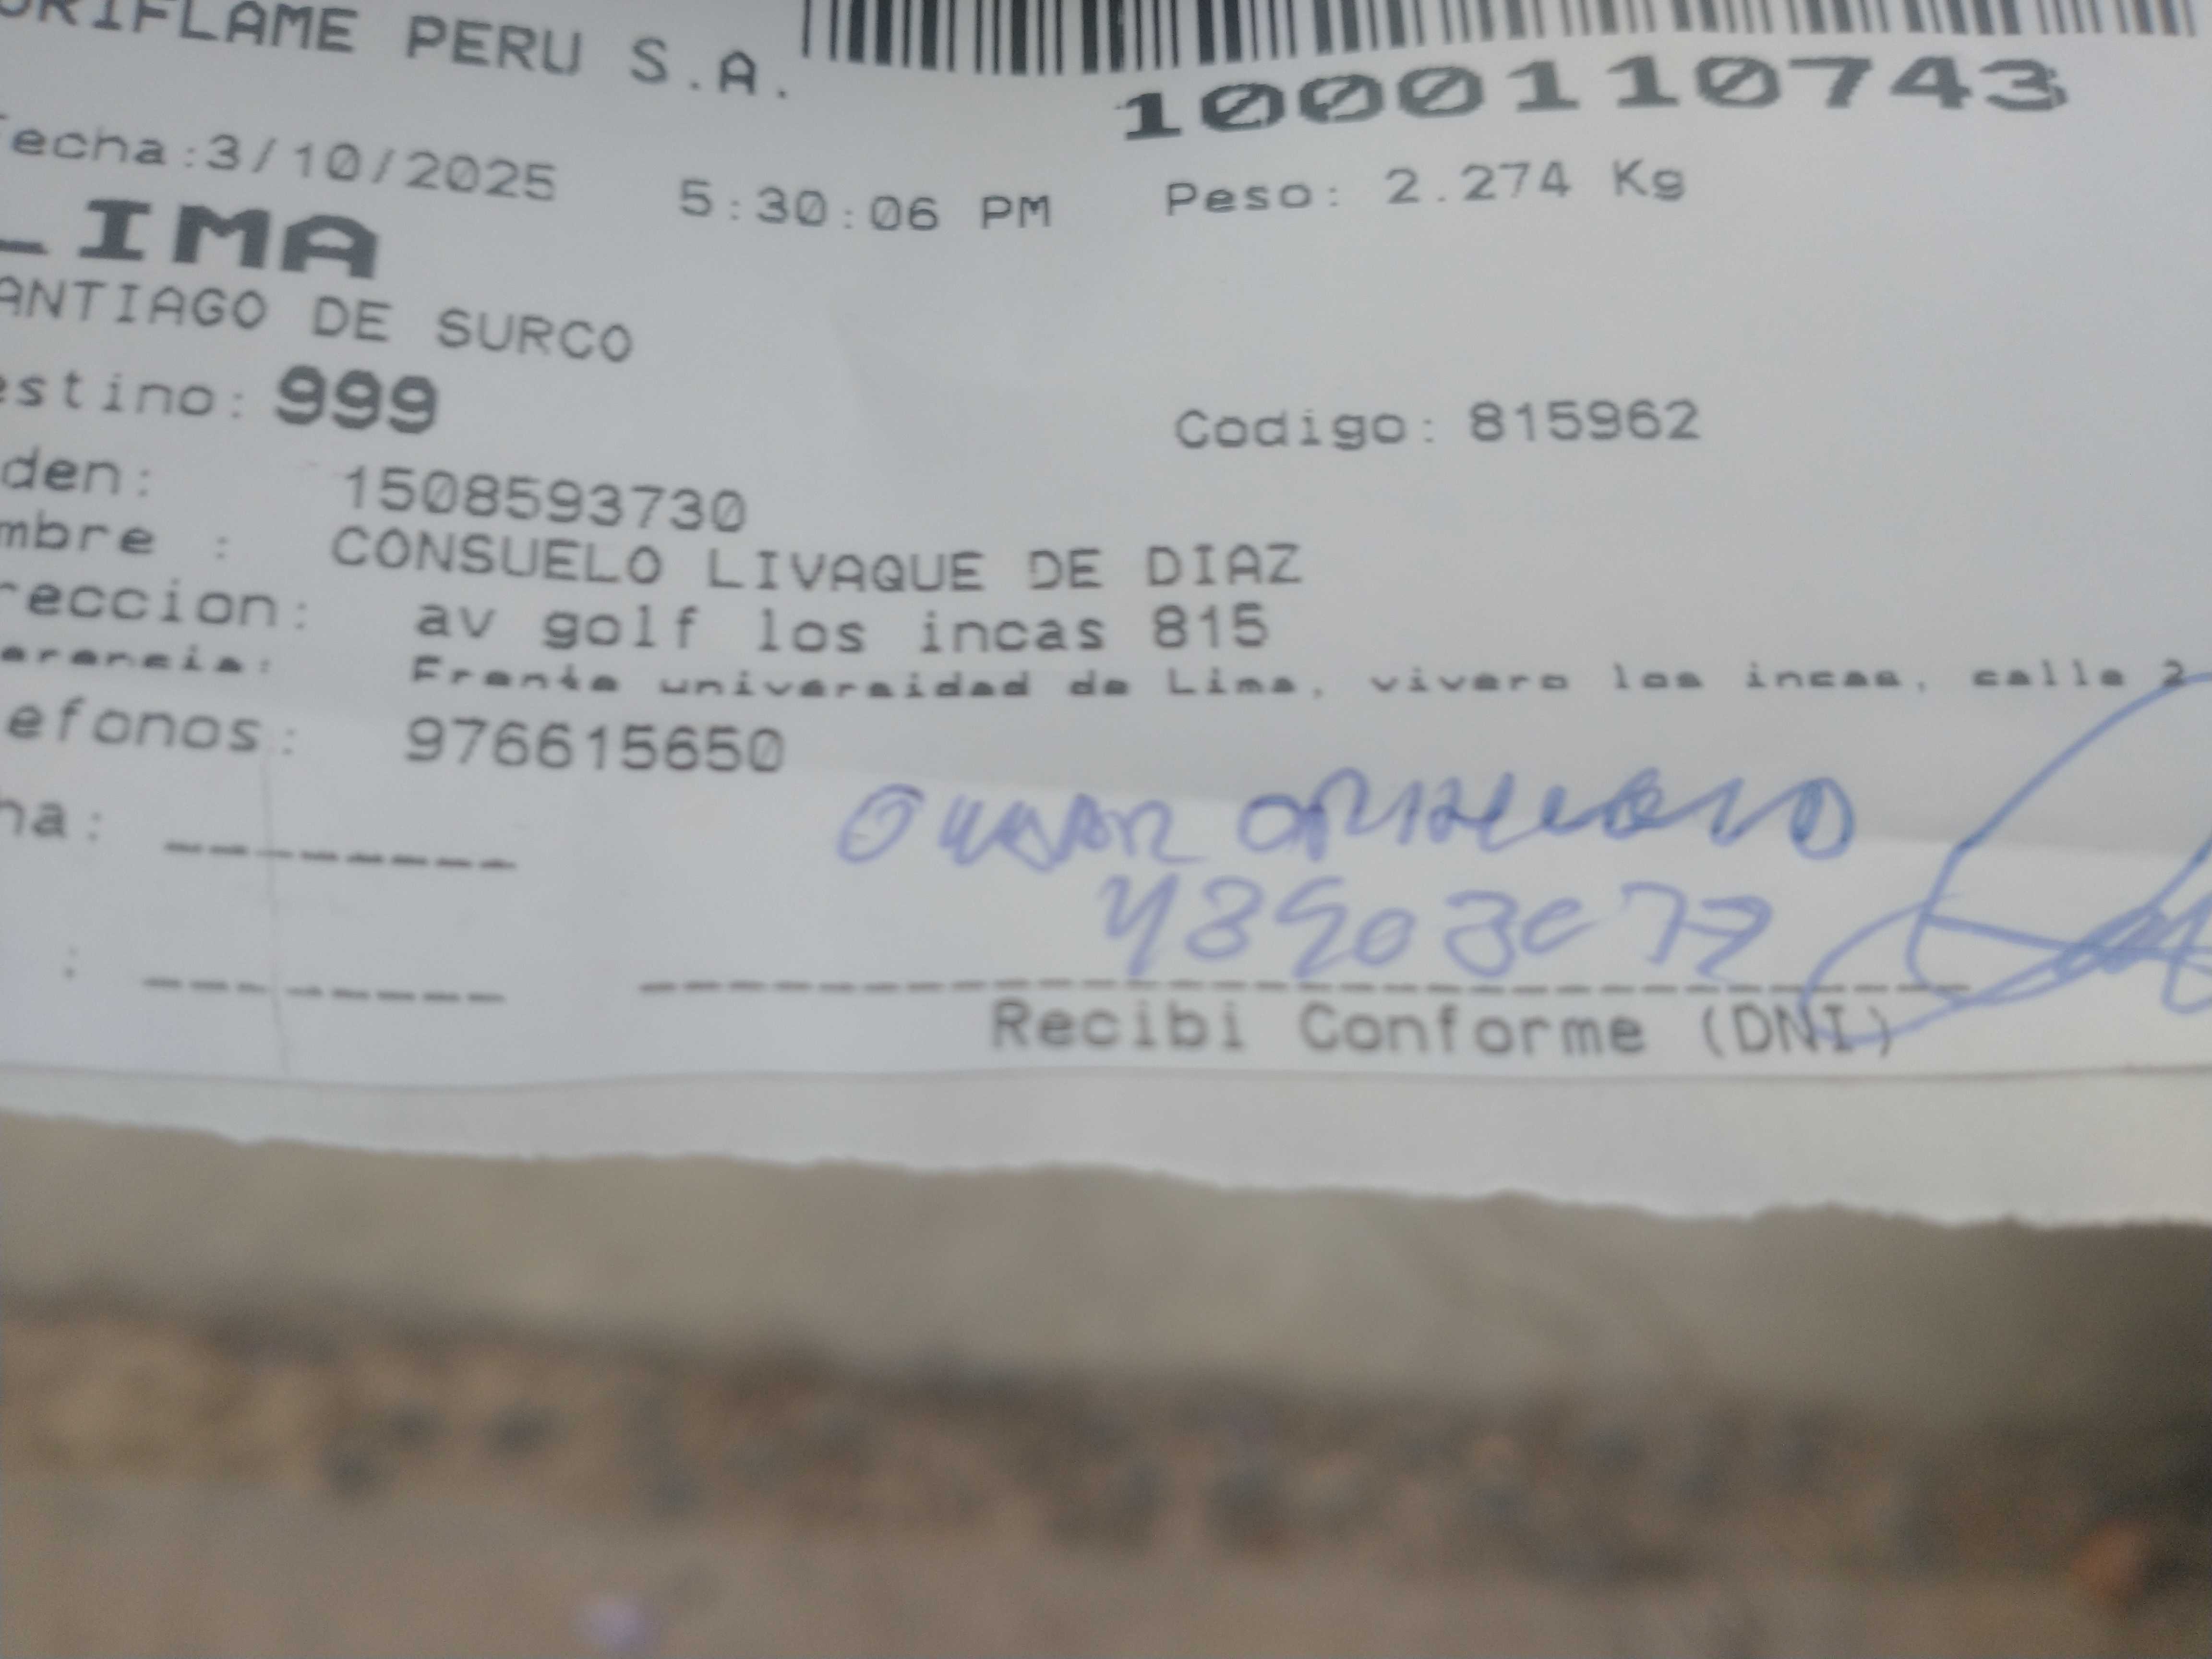 ORIFLAME PERU S.A.
1000110743
Fecha:3/10/2025 5:30:06 PM Peso: 2.274 Kg
LIMA
ANTIAGO DE SURCO
estino: 999 Codigo: 815962
den: 1508593730
mbre : CONSUELO LIVAQUE DE DIAZ
reccion: av golf los incas 815
erencia: Frente universidad de Lima, vivero los incas, calle 2
efonos: 976615650
ha:
:
Recibi Conforme (DNI)